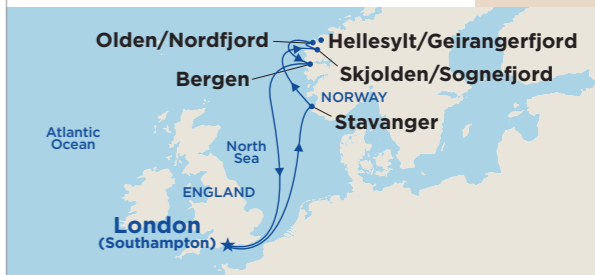 Olden/Nordfjord
Hellesylt/Geirangerfjord
Bergen
Skjolden/Sognefjord
NORWAY
Stavanger
Atlantic
Ocean
North
Sea
ENGLAND
London
(Southampton)